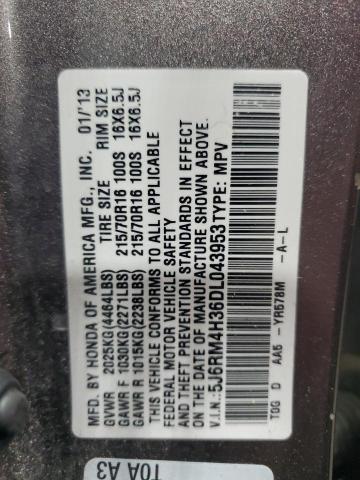 MFD. BY HONDA OF AMERICA MFG., INC. 01/'13
TIRE SIZE RIM SIZE
GVWR 2025KG(4464LBS)
GAWR F 1030KG(2271LBS) 215/70R16 100S 16X6.5J
GAWR R 1015KG(2238LBS) 215/70R16 100S 16X6.5J
THIS VEHICLE CONFORMS TO ALL APPLICABLE
FEDERAL MOTOR VEHICLE SAFETY
AND THEFT PREVENTION STANDARDS IN EFFECT
ON THE DATE OF MANUFACTURE SHOWN ABOVE.
V.I.N.:5J6RM4H36DL043953 TYPE: MPV
T0G D AA5 -YR578M -A-L
T0A A3